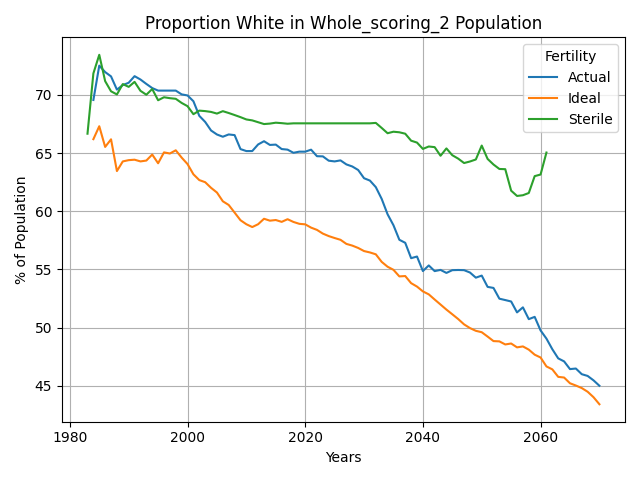 Proportion White in Whole_scoring_2 Population
Fertility
Actual
Ideal
Sterile
% of Population
70
65
60
55
50
45
1980
2000
2020
2040
2060
Years